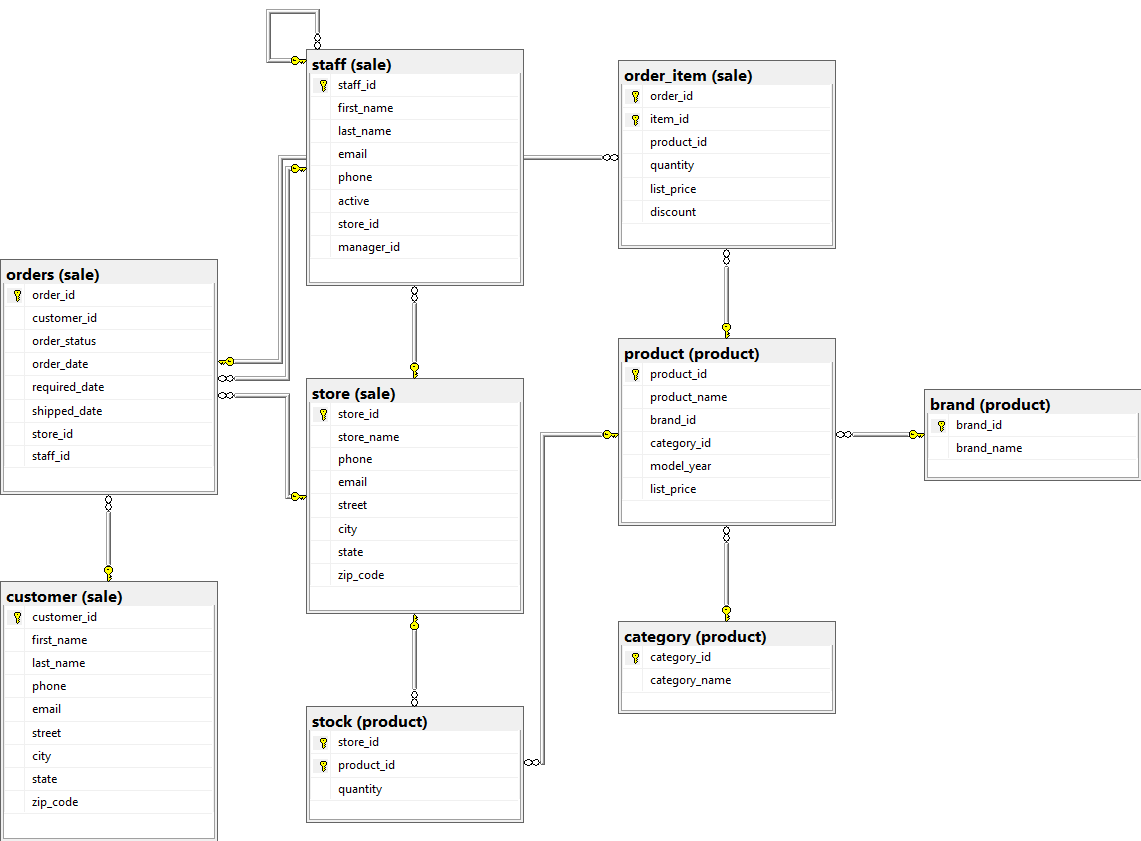 staff (sale)
staff_id
first_name
last_name
email
phone
active
store_id
manager_id
order_item (sale)
order_id
item_id
product_id
quantity
list_price
discount
orders (sale)
order_id
customer_id
order_status
order_date
required_date
shipped_date
store_id
staff_id
store (sale)
store_id
store_name
phone
email
street
city
state
zip_code
product (product)
product_id
product_name
brand_id
category_id
model_year
list_price
brand (product)
brand_id
brand_name
customer (sale)
customer_id
first_name
last_name
phone
email
street
city
state
zip_code
stock (product)
store_id
product_id
quantity
category (product)
category_id
category_name